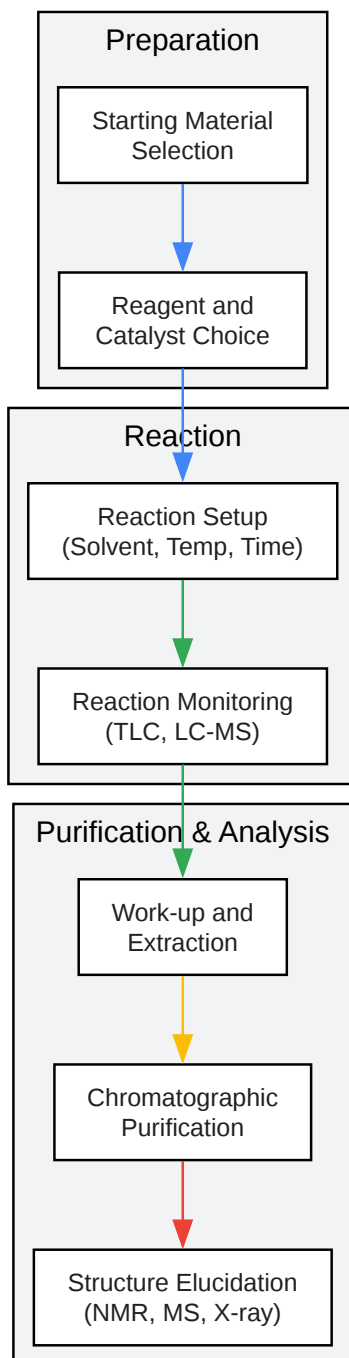 Preparation
Starting Material
Selection
Reagent and
Catalyst Choice
Reaction
Reaction Setup
(Solvent, Temp, Time)
Reaction Monitoring
(TLC, LC-MS)
Purification & Analysis
Work-up and
Extraction
Chromatographic
Purification
Structure Elucidation
(NMR, MS, X-ray)